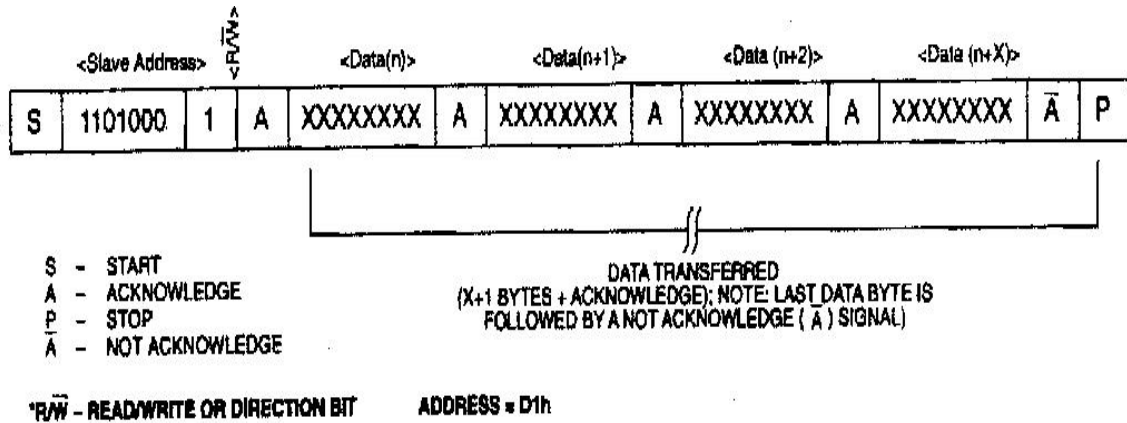 <R/W̅>
<Slave Address> <Data(n)> <Data(n+1)> <Data (n+2)> <Data (n+X)>
S 1101000 1 A XXXXXXXX A XXXXXXXX A XXXXXXXX A XXXXXXXX A̅ P
S – START
A – ACKNOWLEDGE
P – STOP
A̅ – NOT ACKNOWLEDGE
DATA TRANSFERRED
(X+1 BYTES + ACKNOWLEDGE); NOTE: LAST DATA BYTE IS
FOLLOWED BY A NOT ACKNOWLEDGE ( A̅ ) SIGNAL)
*R/W̅ – READ/WRITE OR DIRECTION BIT ADDRESS = D1h